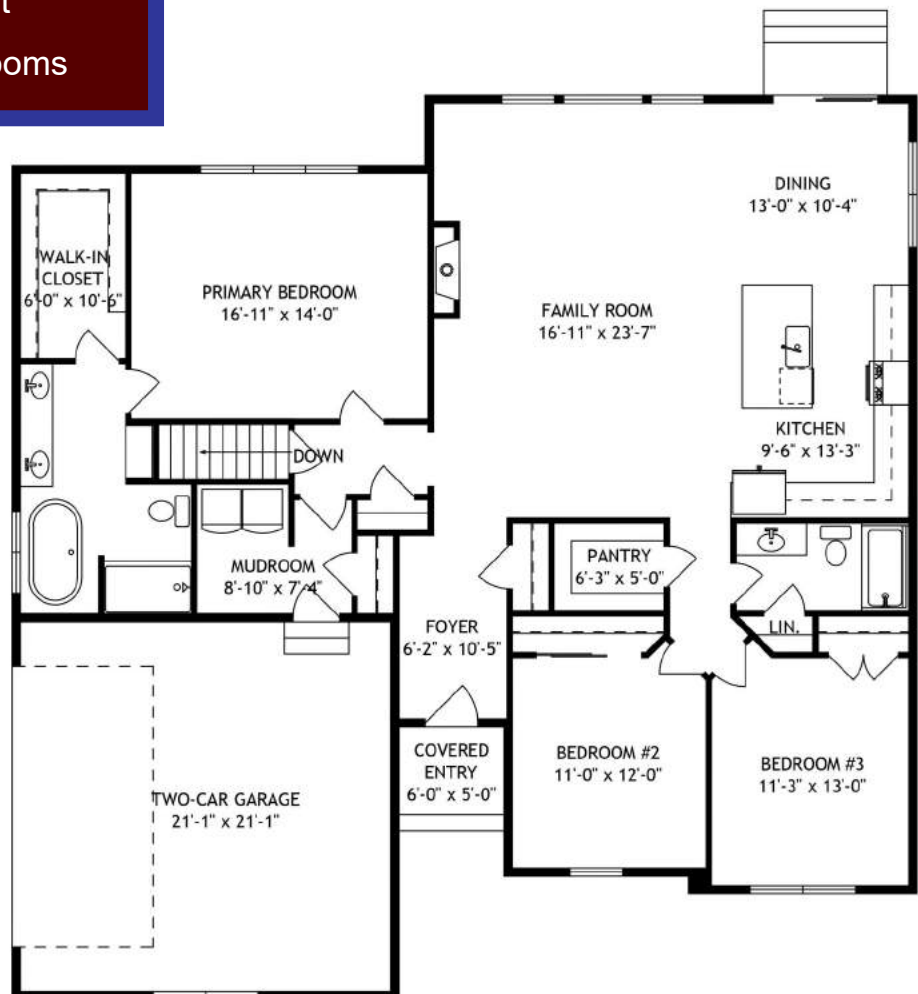 DINING
13'-0" x 10'-4"
WALK-IN
CLOSET
6'-0" x 10'-6"
PRIMARY BEDROOM
16'-11" x 14'-0"
FAMILY ROOM
16'-11" x 23'-7"
KITCHEN
9'-6" x 13'-3"
DOWN
MUDROOM
8'-10" x 7'-4"
PANTRY
6'-3" x 5'-0"
LIN.
FOYER
6'-2" x 10'-5"
COVERED
ENTRY
6'-0" x 5'-0"
BEDROOM #2
11'-0" x 12'-0"
BEDROOM #3
11'-3" x 13'-0"
TWO-CAR GARAGE
21'-1" x 21'-1"